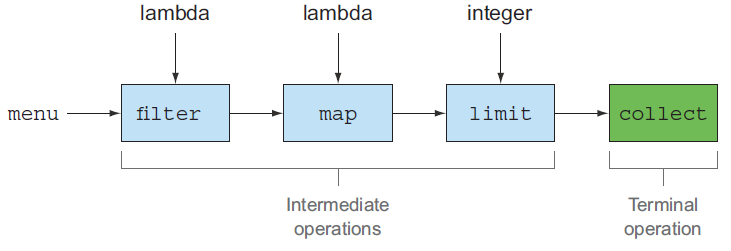 lambda lambda integer
menu filter map limit collect
Intermediate Terminal
operations operation